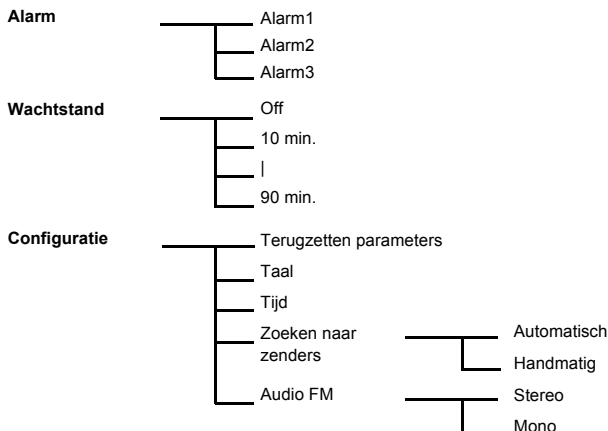 Alarm
Alarm1
Alarm2
Alarm3
Wachtstand
Off
10 min.
|
90 min.
Configuratie
Terugzetten parameters
Taal
Tijd
Zoeken naar
zenders
Automatisch
Handmatig
Audio FM
Stereo
Mono